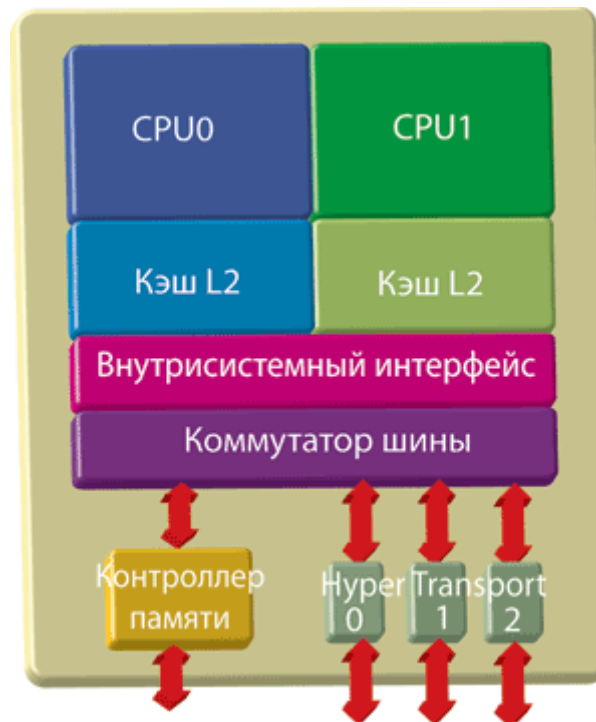 CPU0
CPU1
Кэш L2
Кэш L2
Внутрисистемный интерфейс
Коммутатор шины
Контроллер
памяти
Hyper Transport
0 1 2